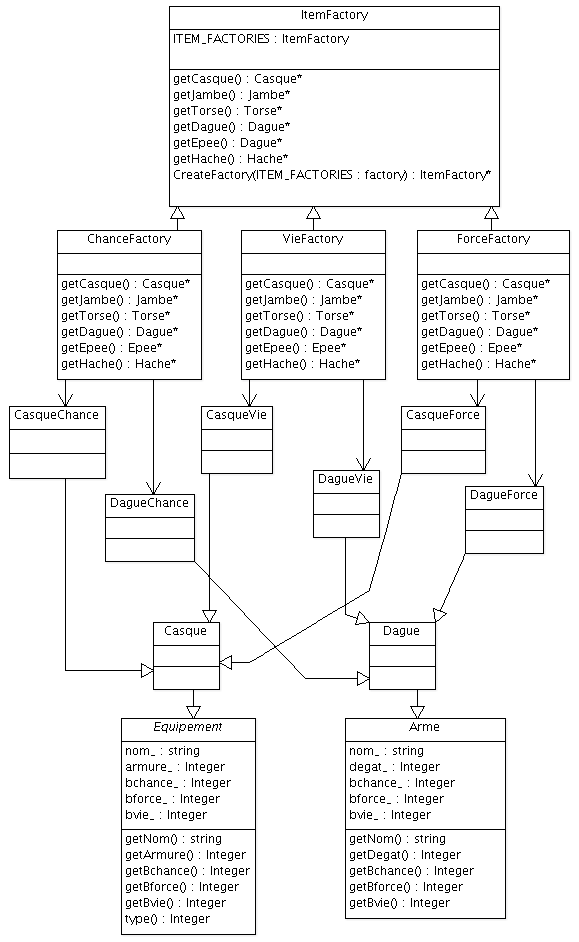 ItemFactory
ITEM_FACTORIES : ItemFactory
getCasque() : Casque*
getJambe() : Jambe*
getTorse() : Torse*
getDague() : Dague*
getEpee() : Dague*
getHache() : Hache*
CreateFactory(ITEM_FACTORIES : factory) : ItemFactory*
ChanceFactory
getCasque() : Casque*
getJambe() : Jambe*
getTorse() : Torse*
getDague() : Dague*
getEpee() : Epee*
getHache() : Hache*
VieFactory
getCasque() : Casque*
getJambe() : Jambe*
getTorse() : Torse*
getDague() : Dague*
getEpee() : Epee*
getHache() : Hache*
ForceFactory
getCasque() : Casque*
getJambe() : Jambe*
getTorse() : Torse*
getDague() : Dague*
getEpee() : Epee*
getHache() : Hache*
CasqueChance
CasqueVie
CasqueForce
DagueChance
DagueVie
DagueForce
Casque
Dague
Equipement
nom_ : string
armure_ : Integer
bchance_ : Integer
bforce_ : Integer
bvie_ : Integer
getNom() : string
getArmure() : Integer
getBchance() : Integer
getBforce() : Integer
getBvie() : Integer
type() : Integer
Arme
nom_ : string
degat_ : Integer
bchance_ : Integer
bforce_ : Integer
bvie_ : Integer
getNom() : string
getDegat() : Integer
getBchance() : Integer
getBforce() : Integer
getBvie() : Integer